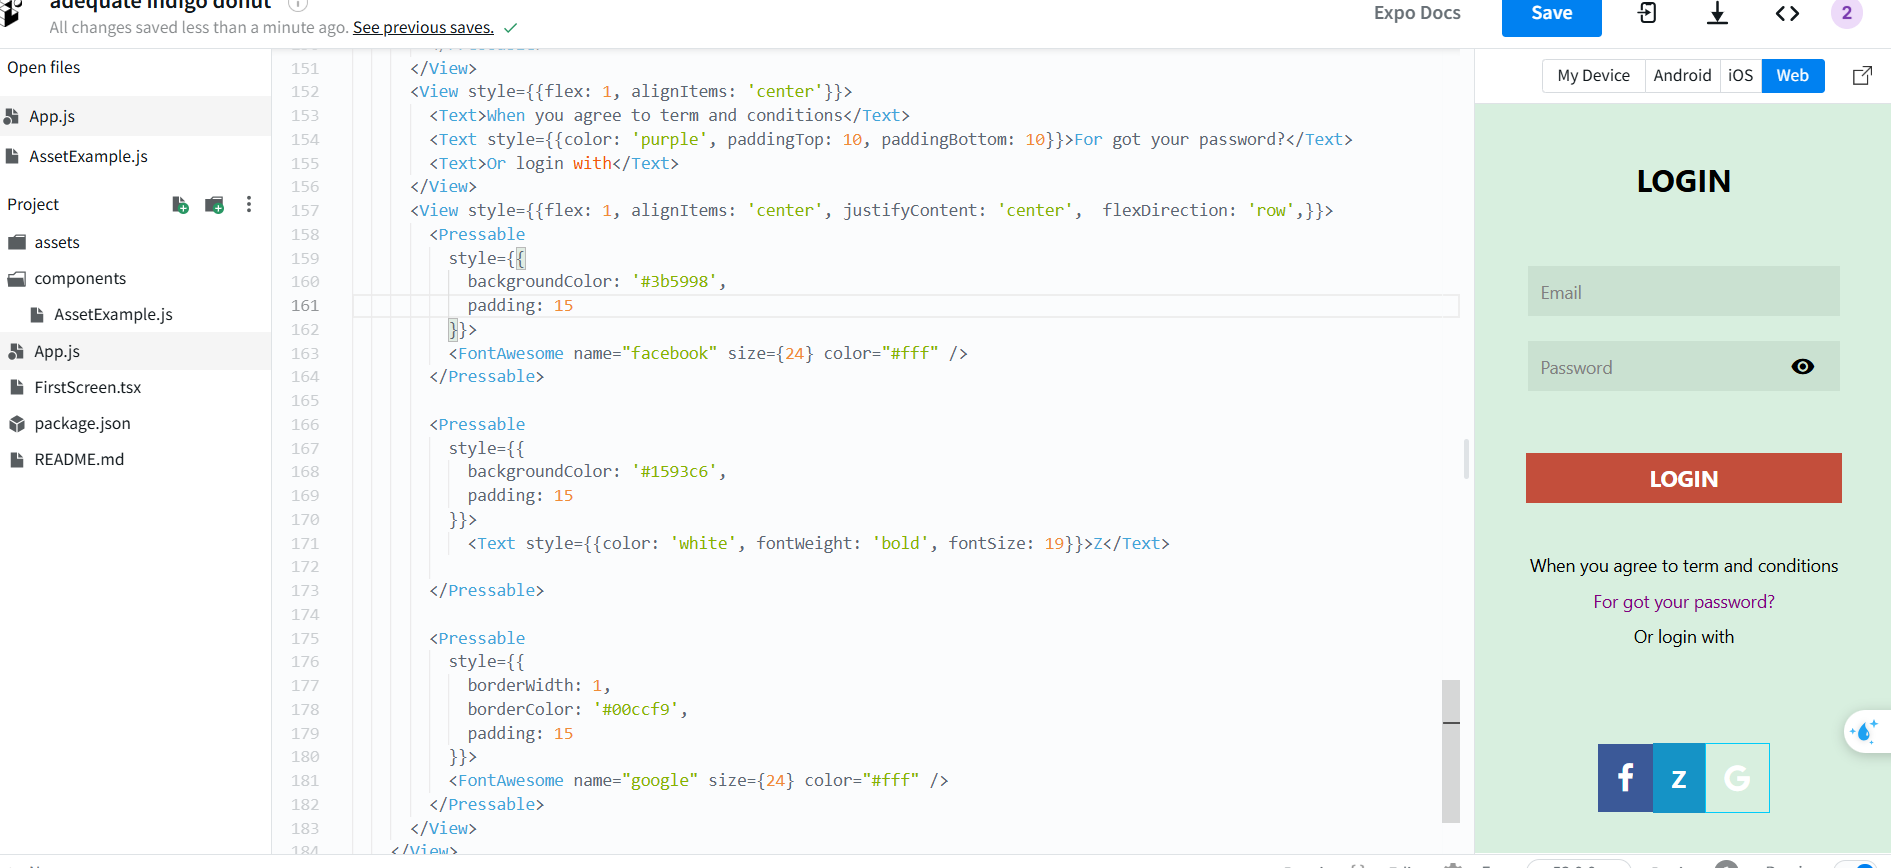 adequate indigo donut
All changes saved less than a minute ago. See previous saves.
Expo Docs
Save
2
Open files
App.js
AssetExample.js
Project
assets
components
AssetExample.js
App.js
FirstScreen.tsx
package.json
README.md
151 </View>
152 <View style={{flex: 1, alignItems: 'center'}}>
153 <Text>When you agree to term and conditions</Text>
154 <Text style={{color: 'purple', paddingTop: 10, paddingBottom: 10}}>For got your password?</Text>
155 <Text>Or login with</Text>
156 </View>
157 <View style={{flex: 1, alignItems: 'center', justifyContent: 'center',  flexDirection: 'row',}}>
158 <Pressable
159 style={{
160 backgroundColor: '#3b5998',
161 padding: 15
162 }}>
163 <FontAwesome name="facebook" size={24} color="#fff" />
164 </Pressable>
165
166 <Pressable
167 style={{
168 backgroundColor: '#1593c6',
169 padding: 15
170 }}>
171 <Text style={{color: 'white', fontWeight: 'bold', fontSize: 19}}>Z</Text>
172
173 </Pressable>
174
175 <Pressable
176 style={{
177 borderWidth: 1,
178 borderColor: '#00ccf9',
179 padding: 15
180 }}>
181 <FontAwesome name="google" size={24} color="#fff" />
182 </Pressable>
183 </View>
184 </View>
My Device
Android
iOS
Web
LOGIN
Email
Password
LOGIN
When you agree to term and conditions
For got your password?
Or login with
f
Z
G